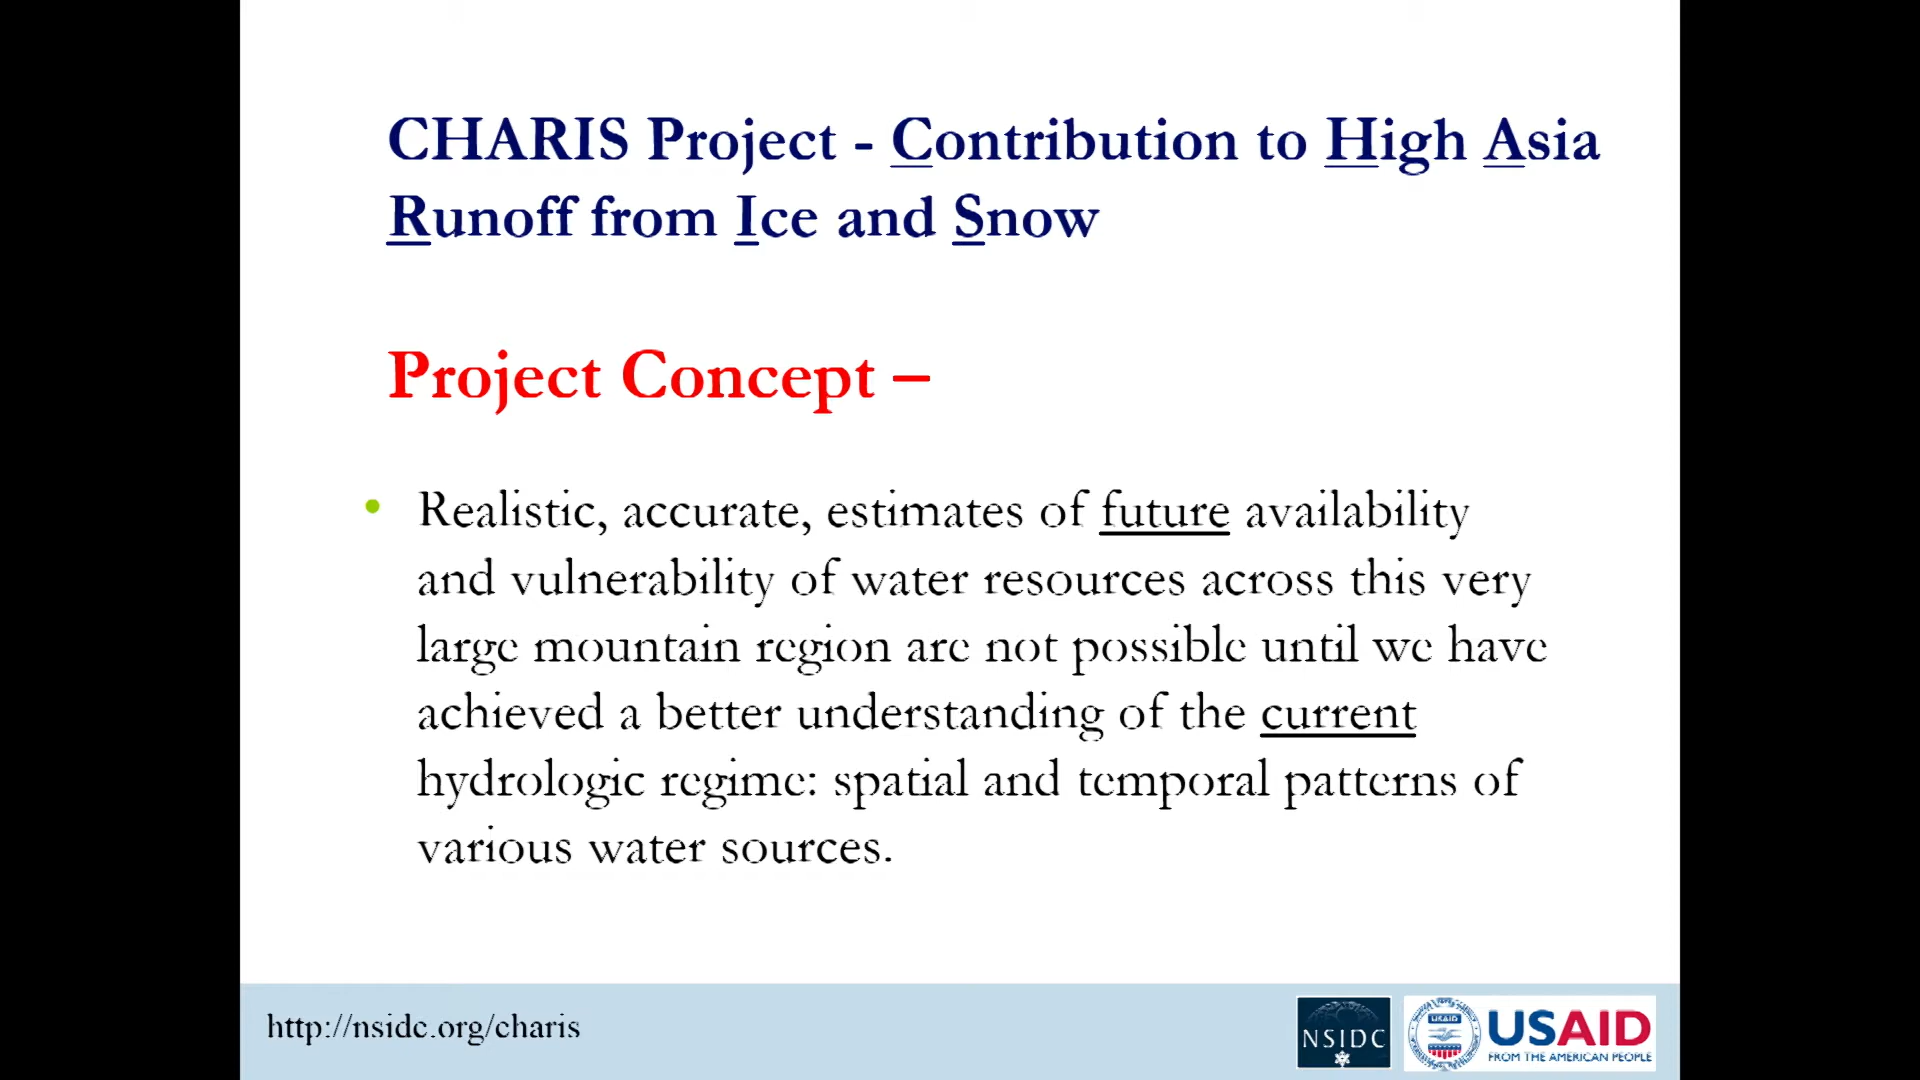 CHARIS Project - Contribution to High Asia
Runoff from Ice and Snow
Project Concept –
• Realistic, accurate, estimates of future availability
and vulnerability of water resources across this very
large mountain region are not possible until we have
achieved a better understanding of the current
hydrologic regime: spatial and temporal patterns of
various water sources.
http://nsidc.org/charis
NSIDC
USAID
USAID
FROM THE AMERICAN PEOPLE